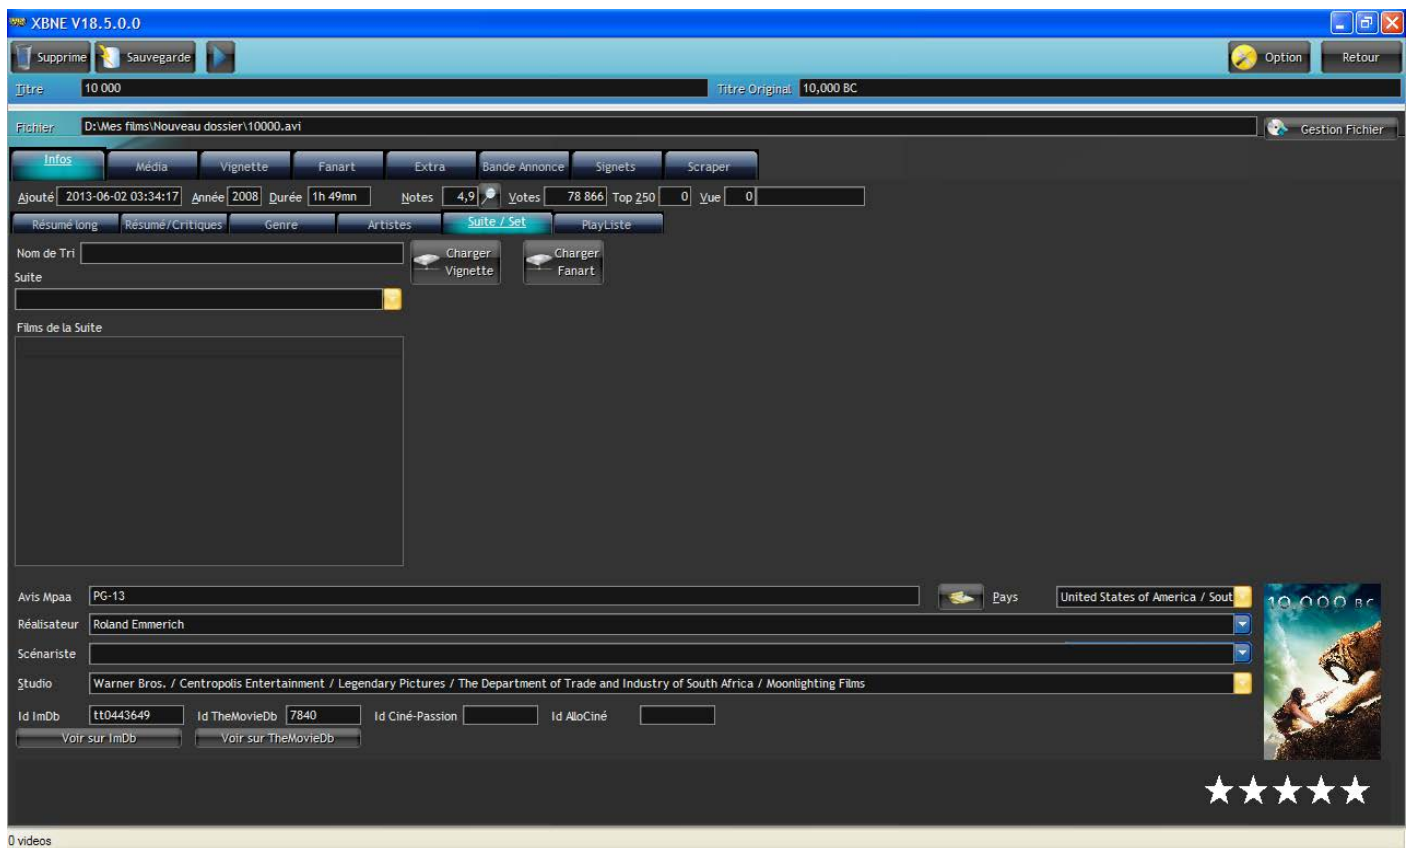 XBNE V18.5.0.0
Supprime Sauvegarde Option Retour
Titre 10 000 Titre Original 10,000 BC
Fichier D:\Mes films\Nouveau dossier\10000.avi Gestion Fichier
Infos Média Vignette Fanart Extra Bande Annonce Signets Scraper
Ajouté 2013-06-02 03:34:17 Année 2008 Durée 1h 49mn Notes 4,9 Votes 78 866 Top 250 0 Vue 0
Résumé long Résumé/Critiques Genre Artistes Suite / Set PlayListe
Nom de Tri Charger Vignette Charger Fanart
Suite
Films de la Suite
Avis Mpaa PG-13 Pays United States of America / Sout
10,000 BC
Réalisateur Roland Emmerich
Scénariste
Studio Warner Bros. / Centropolis Entertainment / Legendary Pictures / The Department of Trade and Industry of South Africa / Moonlighting Films
Id ImDb tt0443649 Id TheMovieDb 7840 Id Ciné-Passion Id AlloCiné
Voir sur ImDb Voir sur TheMovieDb
0 videos